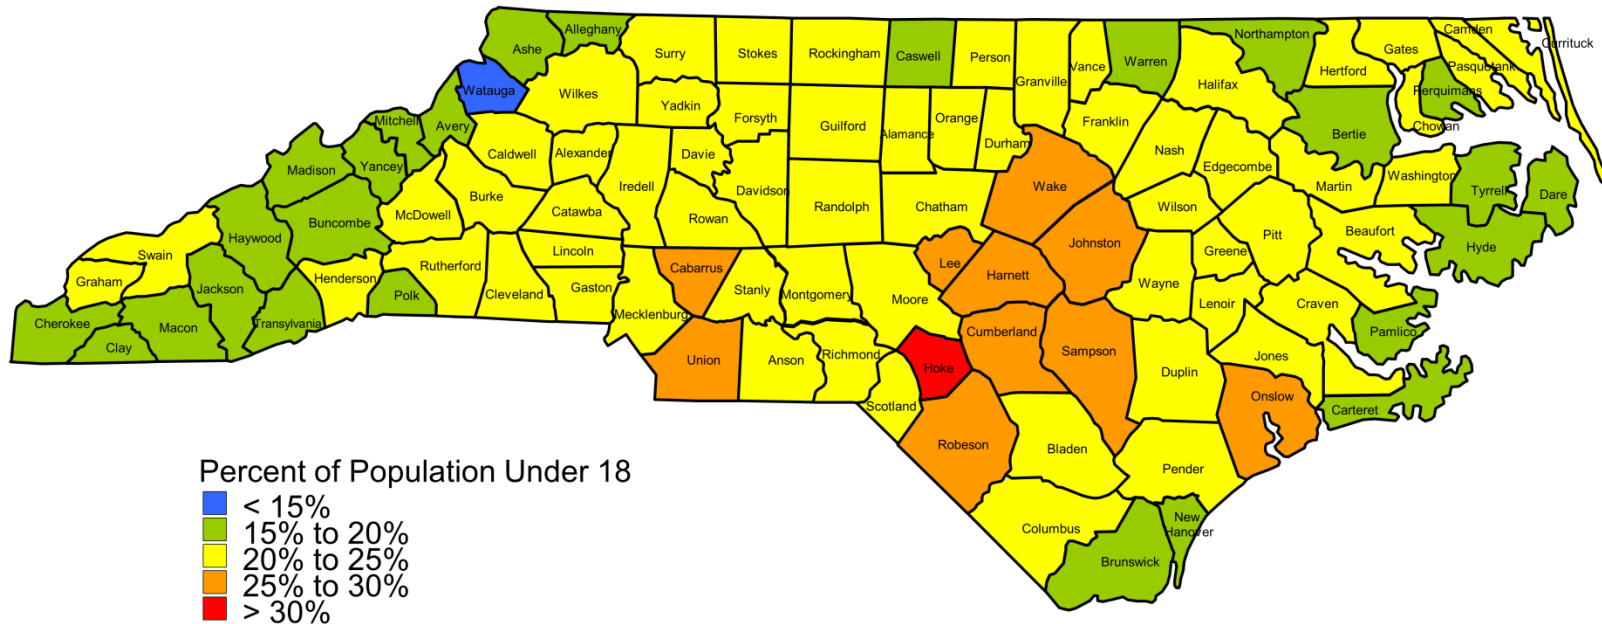 Alleghany
Ashe
Surry
Stokes
Rockingham
Caswell
Person
Granville
Vance
Warren
Northampton
Gates
Camden
Currituck
Pasquotank
Perquimans
Hertford
Halifax
Watauga
Wilkes
Yadkin
Forsyth
Guilford
Alamance
Orange
Durham
Franklin
Nash
Edgecombe
Bertie
Chowan
Mitchell
Avery
Caldwell
Alexander
Davie
Iredell
Davidson
Madison
Yancey
Burke
McDowell
Catawba
Rowan
Randolph
Chatham
Wake
Wilson
Martin
Washington
Tyrrell
Dare
Buncombe
Haywood
Swain
Graham
Jackson
Henderson
Rutherford
Lincoln
Cleveland
Gaston
Cabarrus
Stanly
Montgomery
Moore
Lee
Harnett
Johnston
Greene
Pitt
Beaufort
Hyde
Wayne
Lenoir
Craven
Pamlico
Cherokee
Clay
Macon
Transylvania
Polk
Mecklenburg
Union
Anson
Richmond
Hoke
Scotland
Cumberland
Sampson
Duplin
Jones
Onslow
Carteret
Robeson
Bladen
Pender
Columbus
New
Hanover
Brunswick
Percent of Population Under 18
< 15%
15% to 20%
20% to 25%
25% to 30%
> 30%